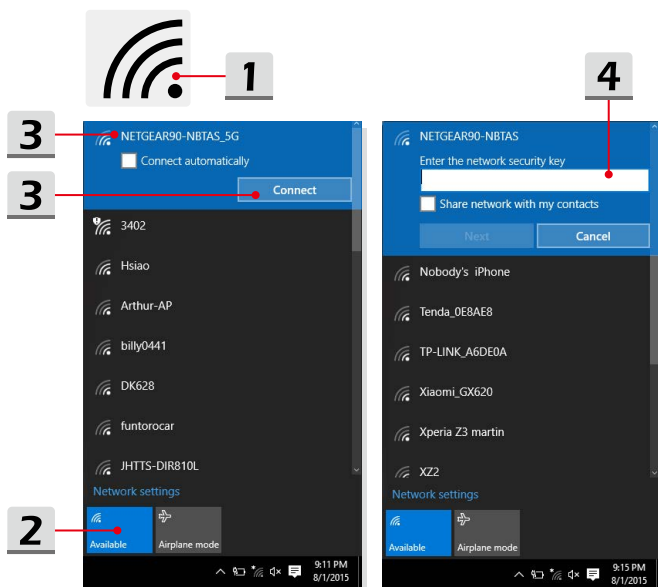 1
3
NETGEAR90-NBTAS_5G
Connect automatically
3
Connect
3402
Hsiao
Arthur-AP
billy0441
DK628
funtorocar
JHTTS-DIR810L
Network settings
2
Available
Airplane mode
9:11 PM
8/1/2015
4
NETGEAR90-NBTAS
Enter the network security key
Share network with my contacts
Next
Cancel
Nobody's iPhone
Tenda_0E8AE8
TP-LINK_A6DE0A
Xiaomi_GX620
Xperia Z3 martin
XZ2
Network settings
Available
Airplane mode
9:15 PM
8/1/2015